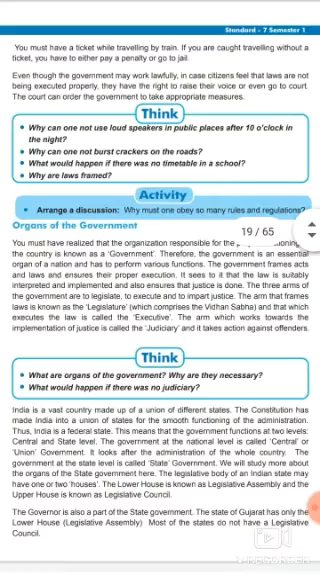 Standard - 7 Semester 1
You must have a ticket while travelling by train. If you are caught travelling without a
ticket, you have to either pay a penalty or go to jail.
Even though the government may work lawfully, in case citizens feel that laws are not
being executed properly, they have the right to raise their voice or even go to court.
The court can order the government to take appropriate measures.
Think
• Why can one not use loud speakers in public places after 10 o'clock in
the night?
• Why can one not burst crackers on the roads?
• What would happen if there was no timetable in a school?
• Why are laws framed?
Activity
• Arrange a discussion: Why must one obey so many rules and regulations?
Organs of the Government
19 / 65
You must have realized that the organization responsible for the
the country is known as a 'Government'. Therefore, the government is an essential
organ of a nation and has to perform various functions. The government frames acts
and laws and ensures their proper execution. It sees to it that the law is suitably
interpreted and implemented and also ensures that justice is done. The three arms of
the government are to legislate, to execute and to impart justice. The arm that frames
laws is known as the 'Legislature' (which comprises the Vidhan Sabha) and that which
executes the law is called the 'Executive'. The arm which works towards the
implementation of justice is called the 'Judiciary' and it takes action against offenders.
Think
• What are organs of the government? Why are they necessary?
• What would happen if there was no judiciary?
India is a vast country made up of a union of different states. The Constitution has
made India into a union of states for the smooth functioning of the administration.
Thus, India is a federal state. This means that the government functions at two levels:
Central and State level. The government at the national level is called 'Central' or
'Union' Government. It looks after the administration of the whole country. The
government at the state level is called 'State' Government. We will study more about
the organs of the State government here. The legislative body of an Indian state may
have one or two 'houses'. The Lower House is known as Legislative Assembly and the
Upper House is known as Legislative Council.
The Governor is also a part of the State government. The state of Gujarat has only the
Lower House (Legislative Assembly) Most of the states do not have a Legislative
Council.